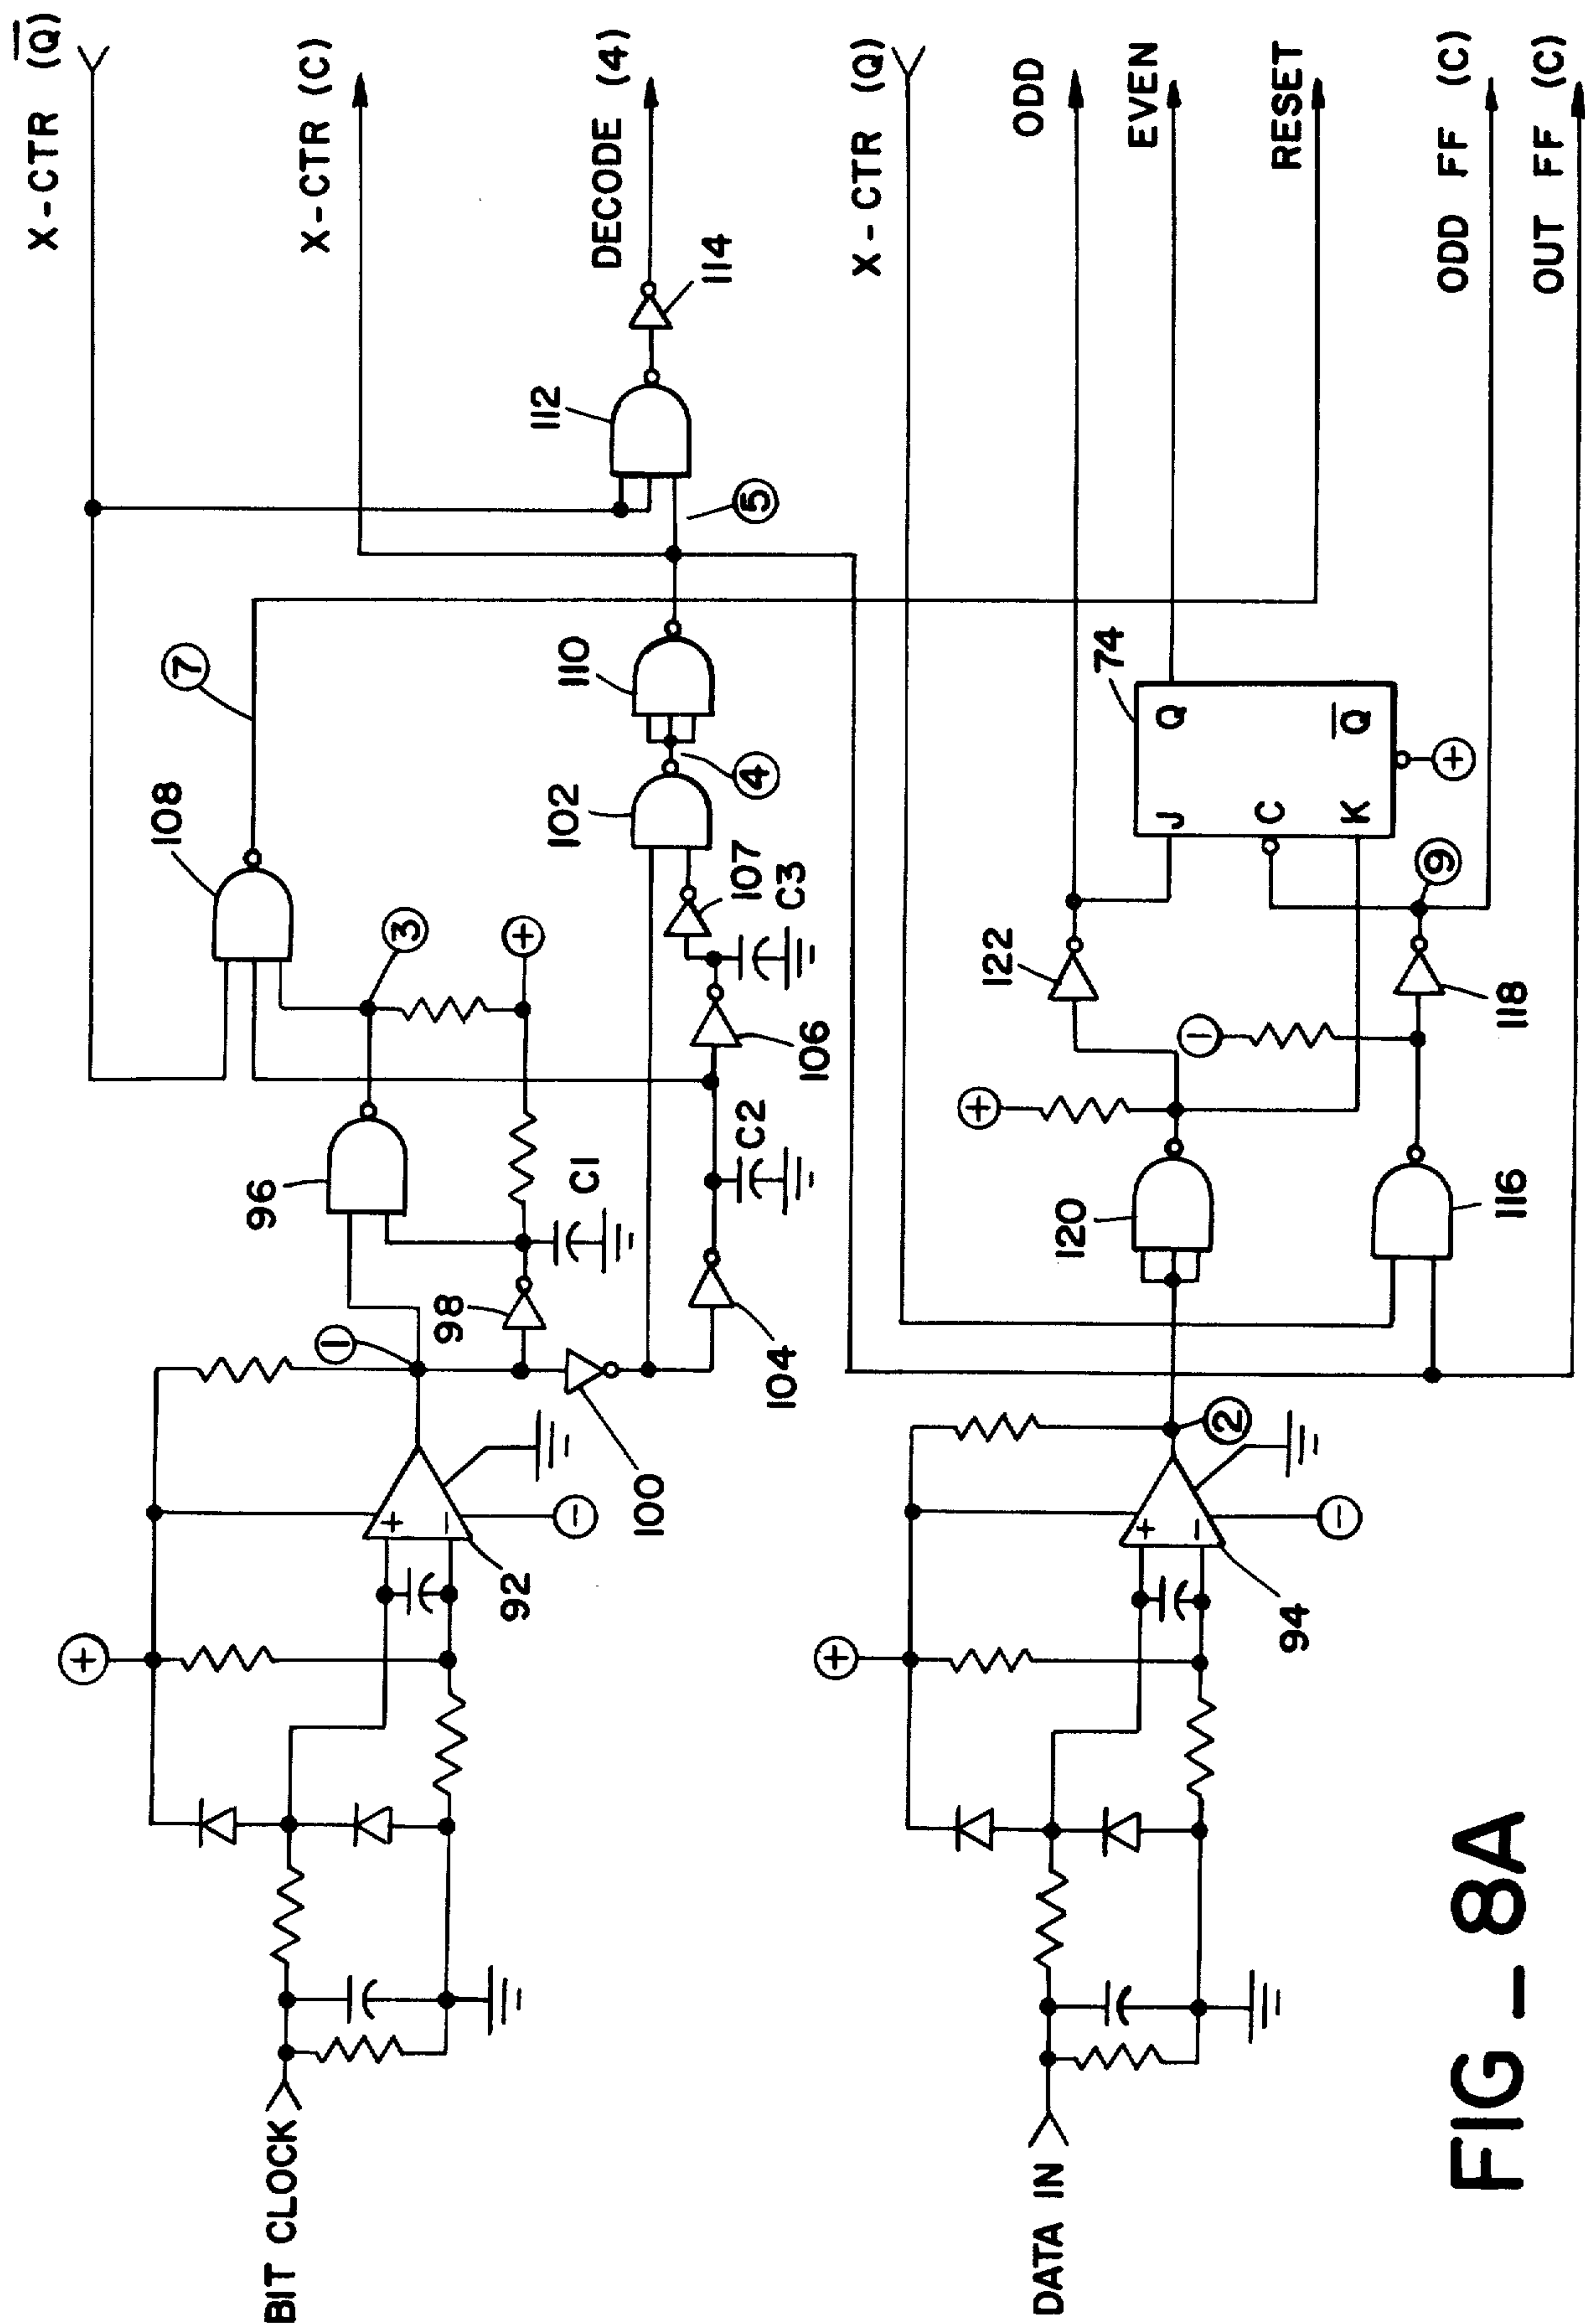 X-CTR (Q̅)
X-CTR (C)
DECODE (4)
X-CTR (Q)
ODD
EVEN
RESET
ODD FF (C)
OUT FF (C)
114
112
5
7
108
110
4
102
107
C3
3
+
106
96
C1
C2
1
98
104
100
+
+
-
92
-
BIT CLOCK
74
Q
Q̅
+
J
C
K
9
122
118
-
+
120
116
2
+
+
-
94
-
DATA IN
FIG - 8A